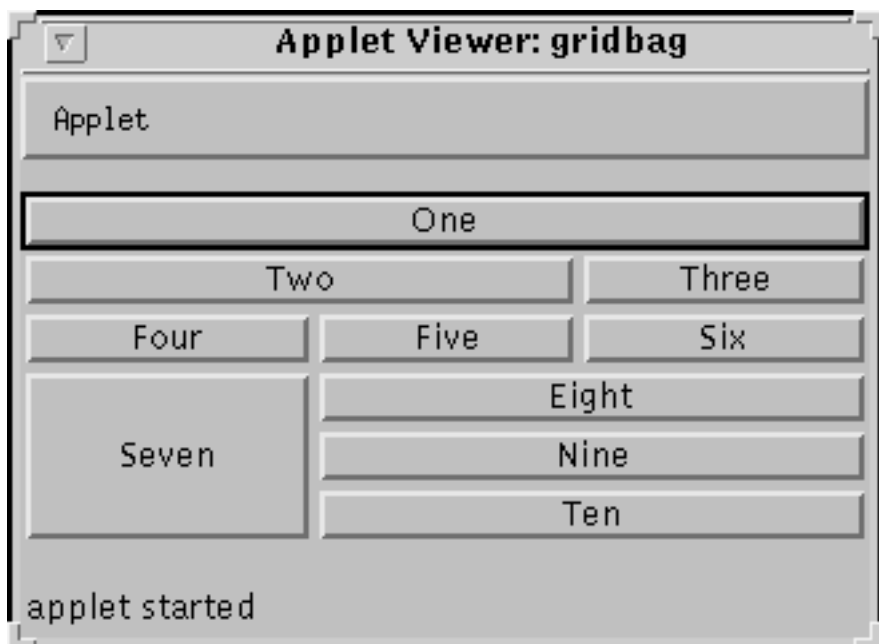 Applet Viewer: gridbag
Applet
One
Two Three
Four Five Six
Seven
Eight
Nine
Ten
applet started